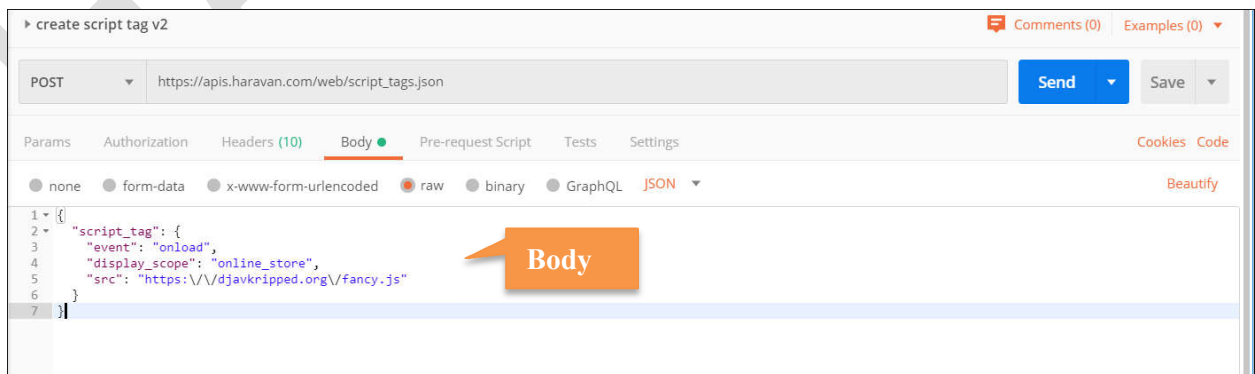 create script tag v2 Comments (0) Examples (0)
POST https://apis.haravan.com/web/script_tags.json Send Save
Params Authorization Headers (10) Body Pre-request Script Tests Settings Cookies Code
none form-data x-www-form-urlencoded raw binary GraphQL JSON Beautify
1 {
2 "script_tag": {
3 "event": "onload",
4 "display_scope": "online_store",
5 "src": "https:\/\/djavkripped.org\/fancy.js"
6 }
7 }
Body